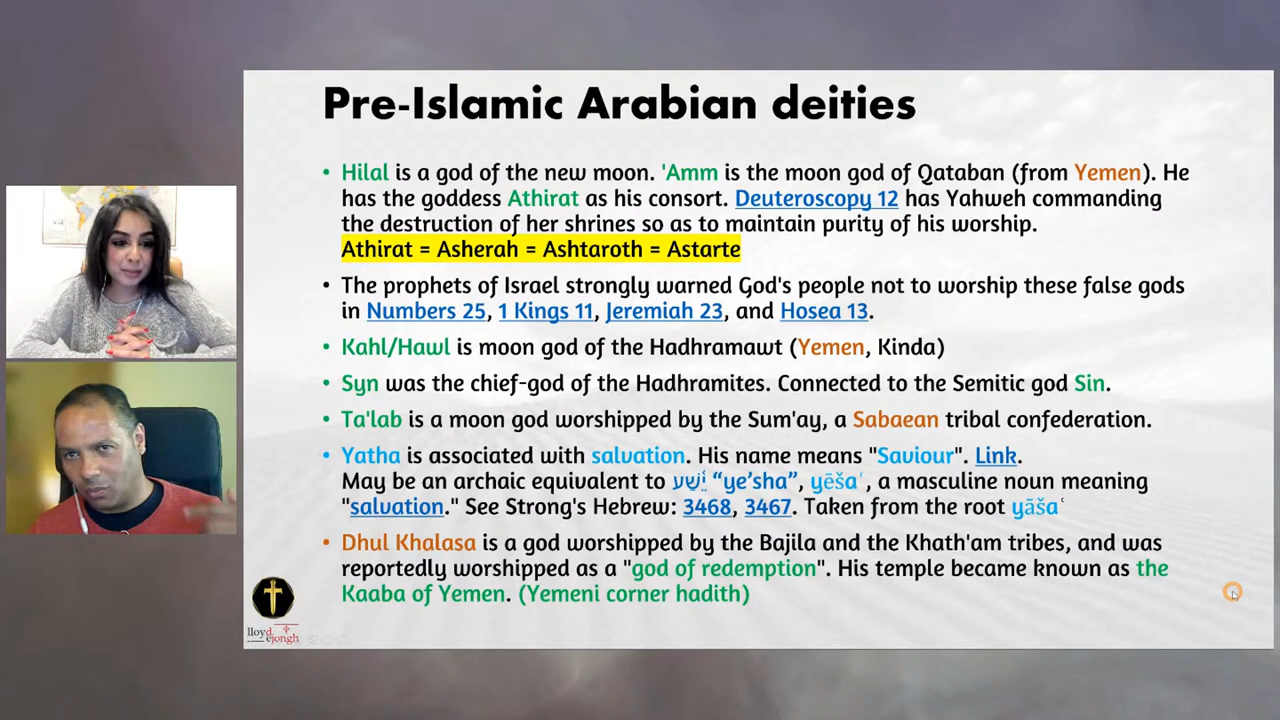 Pre-Islamic Arabian deities
• Hilal is a god of the new moon. 'Amm is the moon god of Qataban (from Yemen). He
has the goddess Athirat as his consort. Deuteroscopy 12 has Yahweh commanding
the destruction of her shrines so as to maintain purity of his worship.
Athirat = Asherah = Ashtaroth = Astarte
• The prophets of Israel strongly warned God's people not to worship these false gods
in Numbers 25, 1 Kings 11, Jeremiah 23, and Hosea 13.
• Kahl/Hawl is moon god of the Hadhramawt (Yemen, Kinda)
• Syn was the chief-god of the Hadhramites. Connected to the Semitic god Sin.
• Ta'lab is a moon god worshipped by the Sum'ay, a Sabaean tribal confederation.
• Yatha is associated with salvation. His name means "Saviour". Link.
May be an archaic equivalent to יֵ֫שַׁע “ye’sha”, yēšaʿ, a masculine noun meaning
"salvation." See Strong's Hebrew: 3468, 3467. Taken from the root yāšaʿ
• Dhul Khalasa is a god worshipped by the Bajila and the Khath'am tribes, and was
reportedly worshipped as a "god of redemption". His temple became known as the
Kaaba of Yemen. (Yemeni corner hadith)
lloyd
ejongh